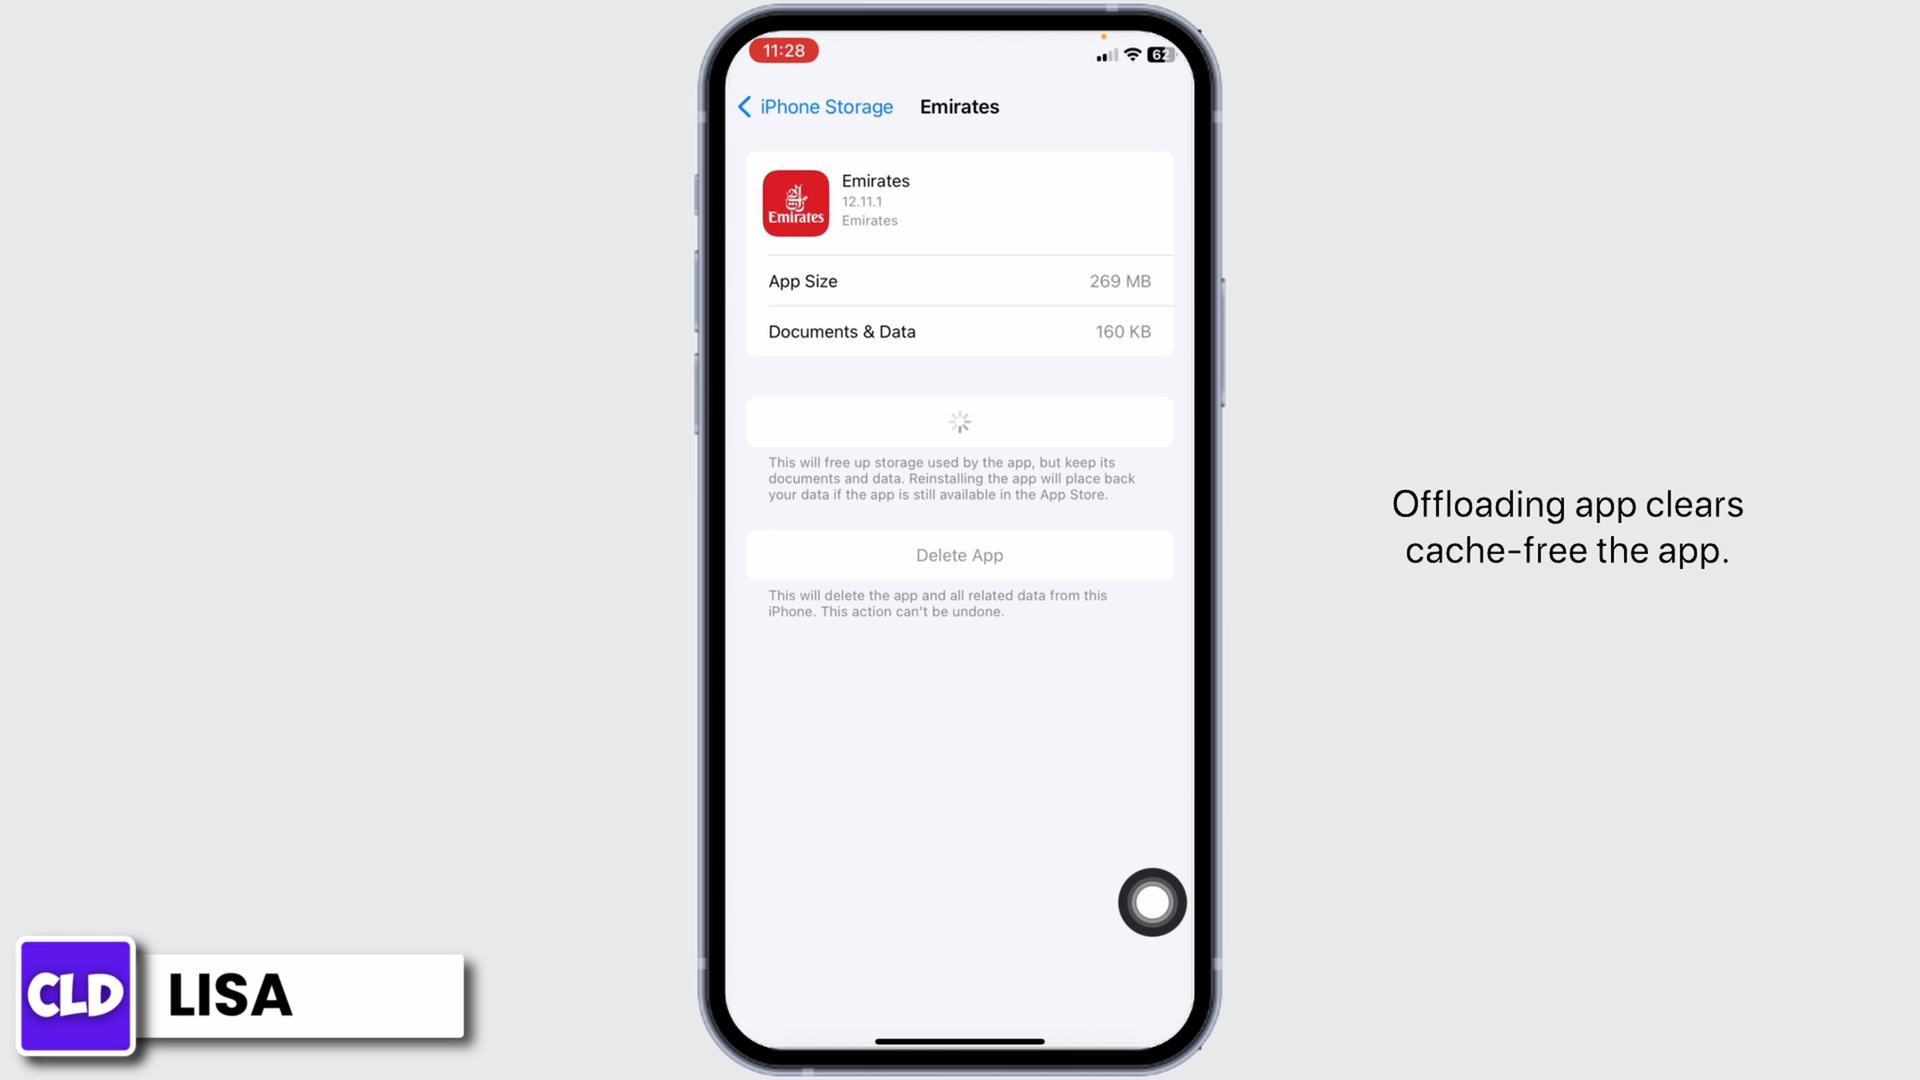 11:28
62
iPhone Storage
Emirates
Emirates
Emirates
12.11.1
Emirates
App Size
269 MB
Documents & Data
160 KB
This will free up storage used by the app, but keep its
documents and data. Reinstalling the app will place back
your data if the app is still available in the App Store.
Delete App
This will delete the app and all related data from this
iPhone. This action can't be undone.
Offloading app clears
cache-free the app.
CLD
LISA